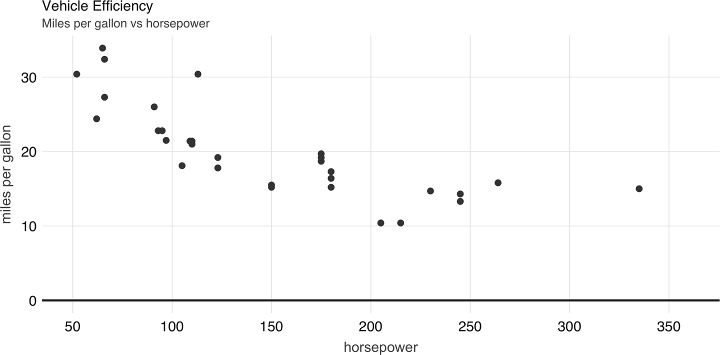 Vehicle Efficiency
Miles per gallon vs horsepower
miles per gallon
30
20
10
0
50 100 150 200 250 300 350
horsepower